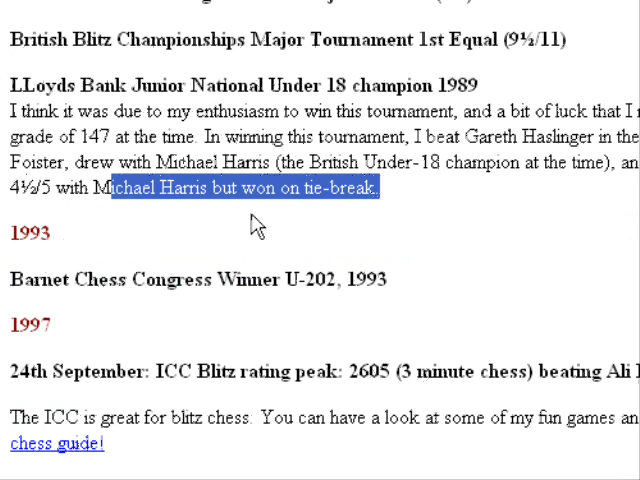 British Blitz Championships Major Tournament 1st Equal (9½/11)
LLoyds Bank Junior National Under 18 champion 1989
I think it was due to my enthusiasm to win this tournament, and a bit of luck that I
grade of 147 at the time. In winning this tournament, I beat Gareth Haslinger in the
Foister, drew with Michael Harris (the British Under-18 champion at the time), an
4½/5 with Michael Harris but won on tie-break.
1993
Barnet Chess Congress Winner U-202, 1993
1997
24th September: ICC Blitz rating peak: 2605 (3 minute chess) beating Ali
The ICC is great for blitz chess. You can have a look at some of my fun games an
chess guide!